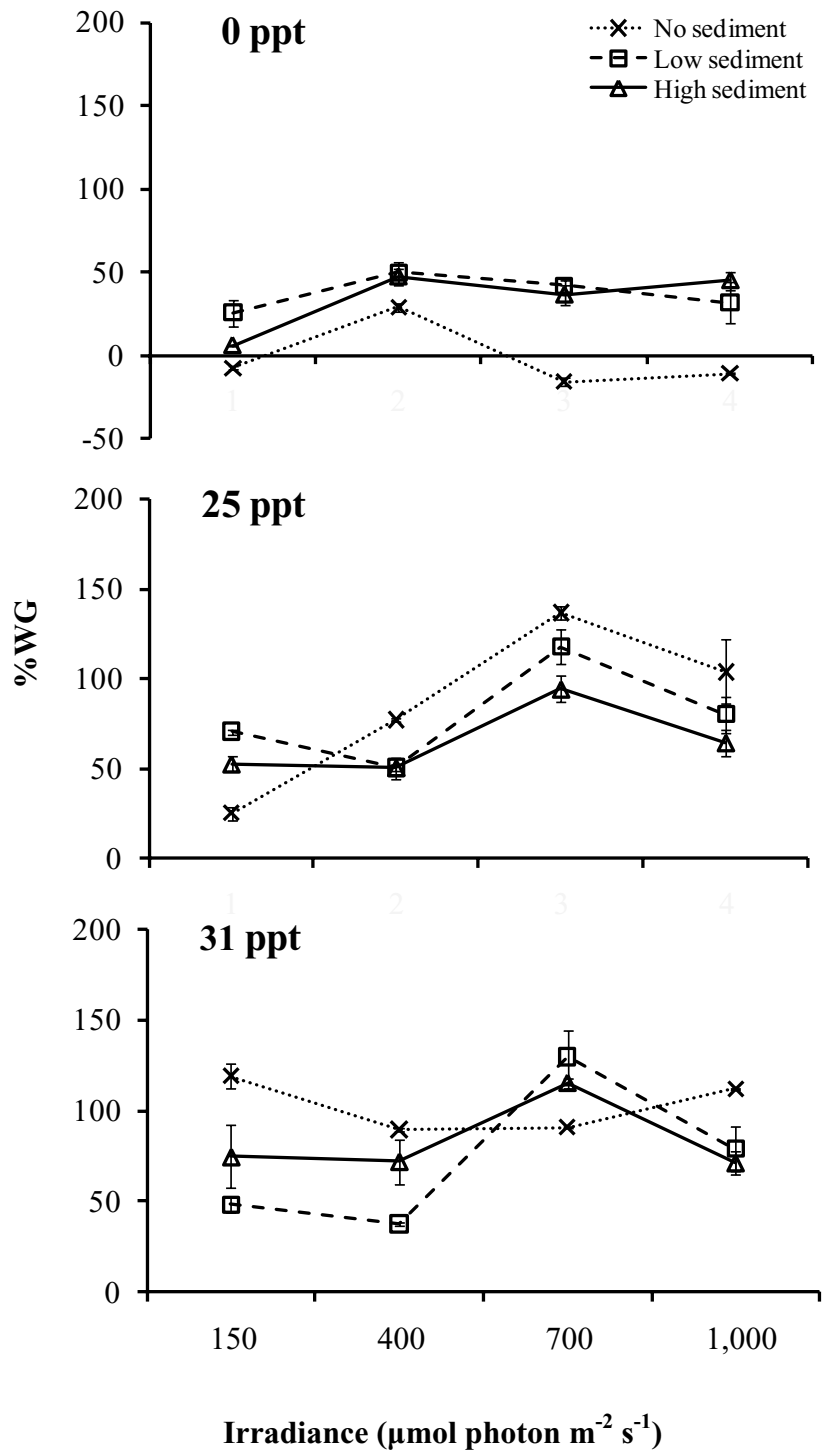 0 ppt
No sediment
Low sediment
High sediment
200
150
100
50
0
-50
1 2 3 4
25 ppt
200
150
100
50
0
1 2 3 4
%WG
31 ppt
200
150
100
50
0
150 400 700 1,000
Irradiance (µmol photon m⁻² s⁻¹)